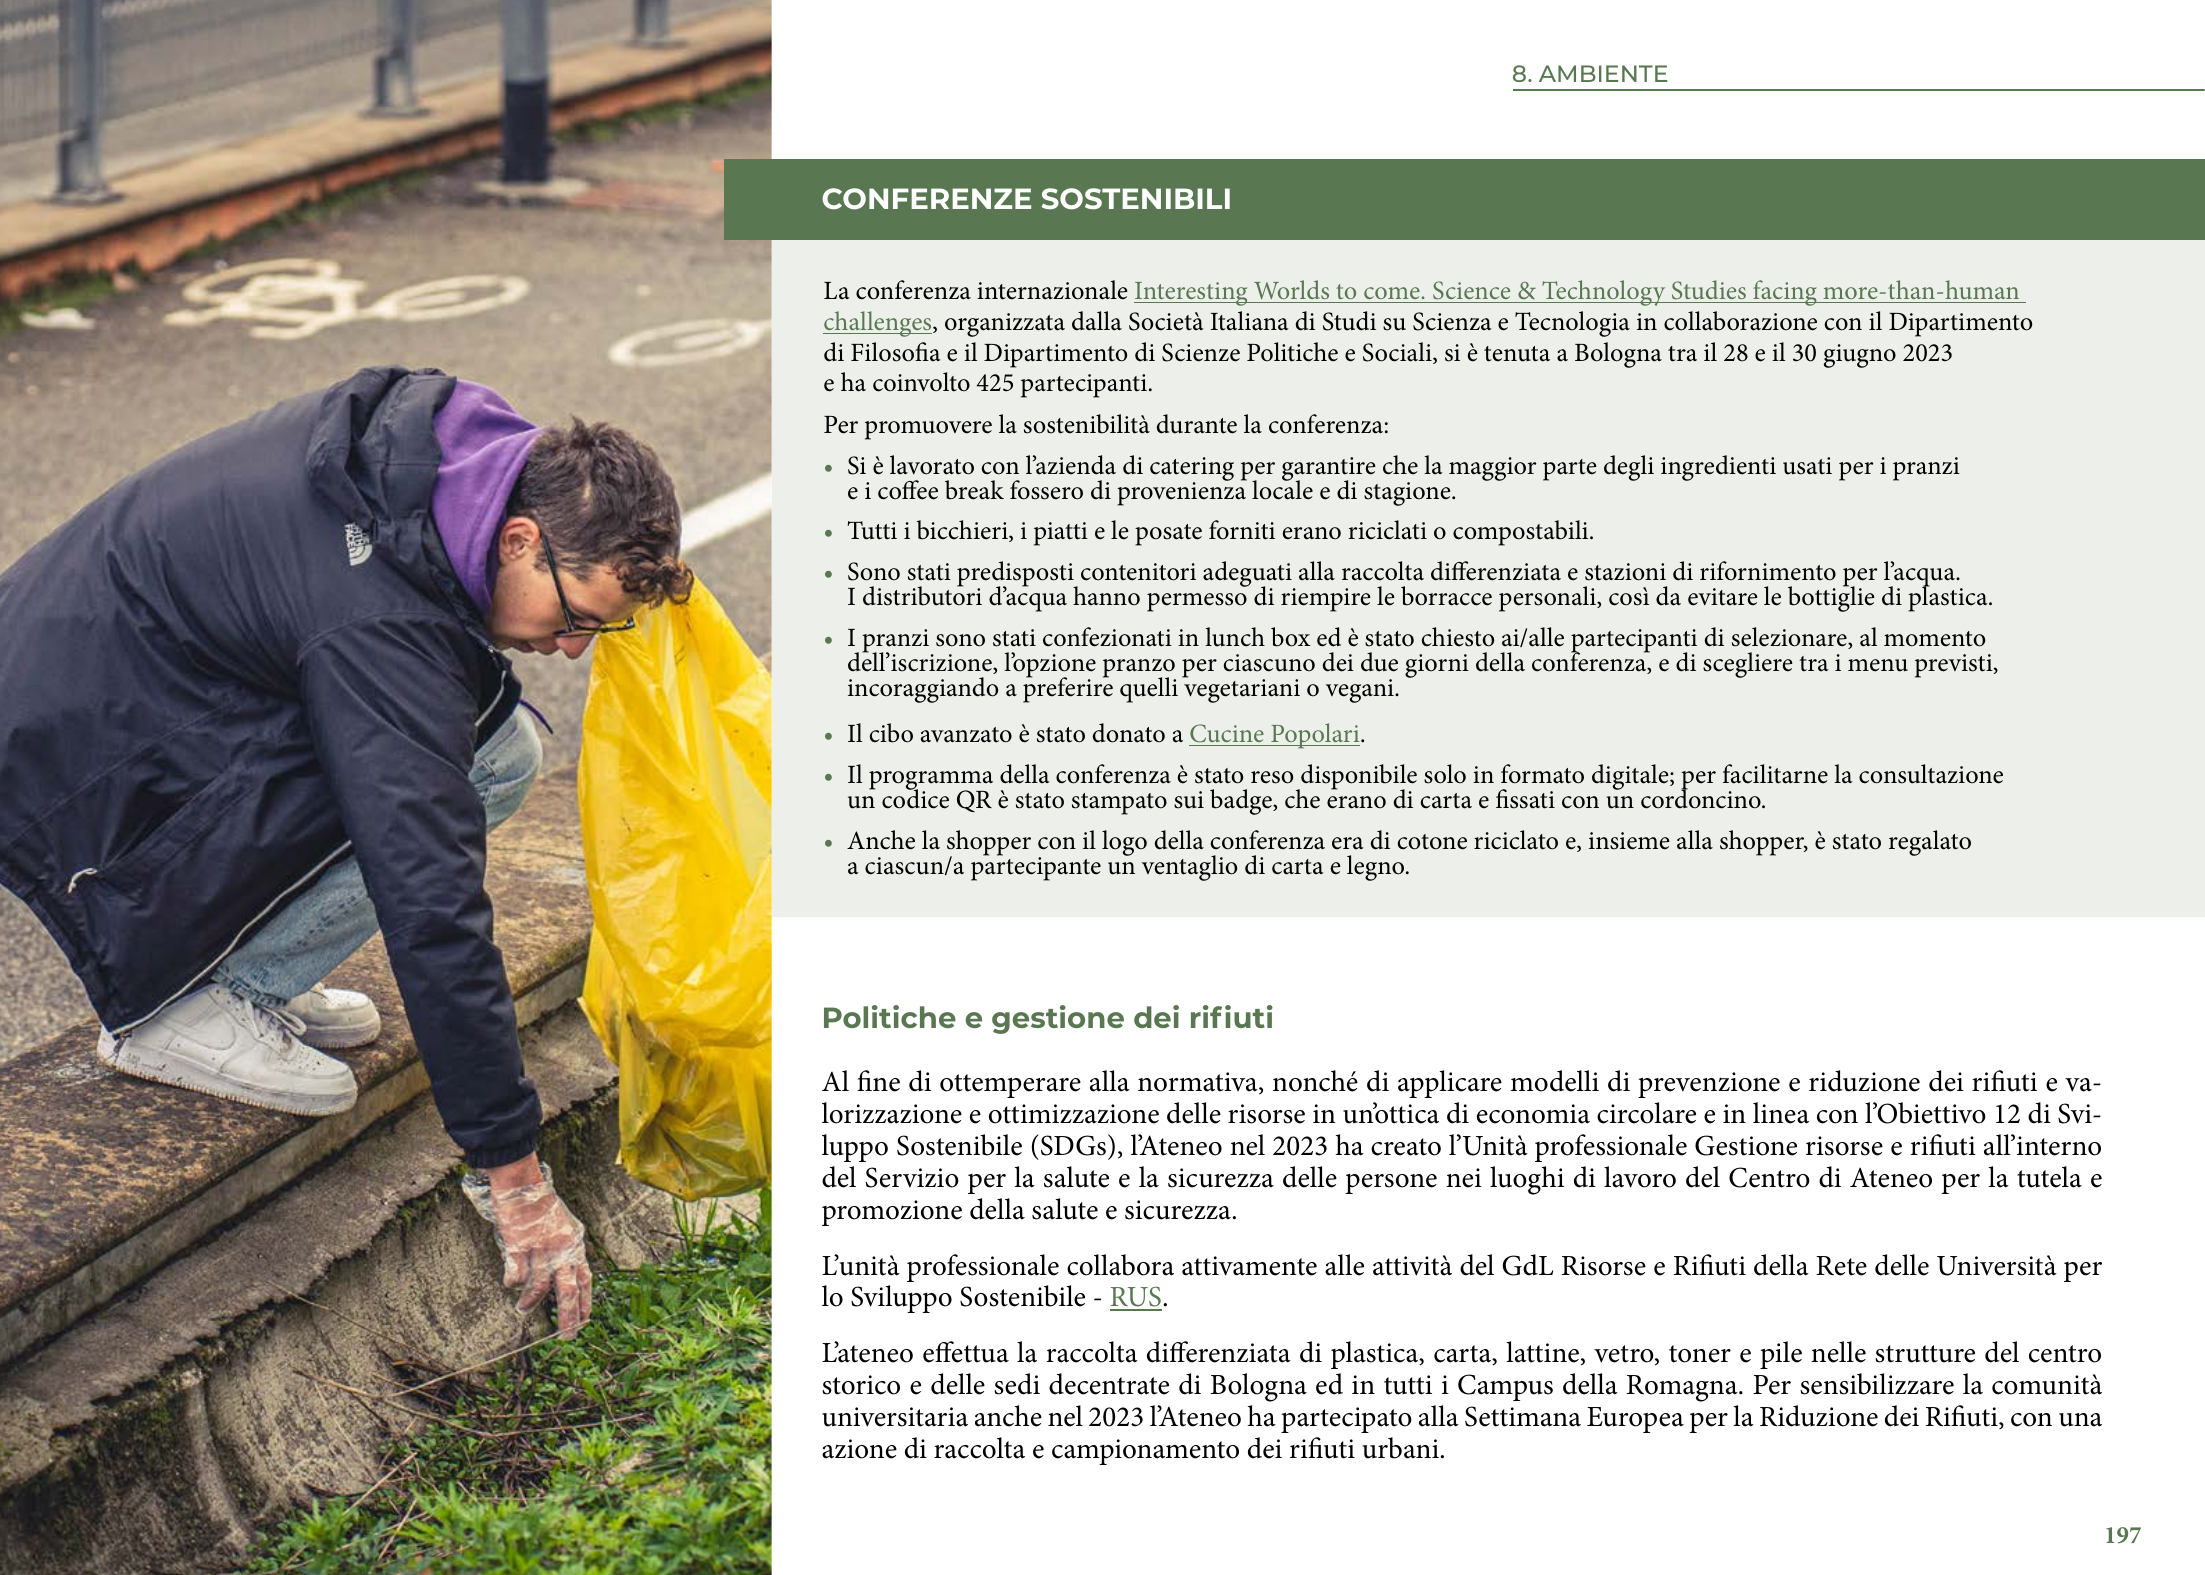 8. AMBIENTE
CONFERENZE SOSTENIBILI
La conferenza internazionale Interesting Worlds to come. Science & Technology Studies facing more-than-human
challenges, organizzata dalla Società Italiana di Studi su Scienza e Tecnologia in collaborazione con il Dipartimento
di Filosofia e il Dipartimento di Scienze Politiche e Sociali, si è tenuta a Bologna tra il 28 e il 30 giugno 2023
e ha coinvolto 425 partecipanti.
Per promuovere la sostenibilità durante la conferenza:
• Si è lavorato con l’azienda di catering per garantire che la maggior parte degli ingredienti usati per i pranzi
e i coffee break fossero di provenienza locale e di stagione.
• Tutti i bicchieri, i piatti e le posate forniti erano riciclati o compostabili.
• Sono stati predisposti contenitori adeguati alla raccolta differenziata e stazioni di rifornimento per l’acqua.
I distributori d’acqua hanno permesso di riempire le borracce personali, così da evitare le bottiglie di plastica.
• I pranzi sono stati confezionati in lunch box ed è stato chiesto ai/alle partecipanti di selezionare, al momento
dell’iscrizione, l’opzione pranzo per ciascuno dei due giorni della conferenza, e di scegliere tra i menu previsti,
incoraggiando a preferire quelli vegetariani o vegani.
• Il cibo avanzato è stato donato a Cucine Popolari.
• Il programma della conferenza è stato reso disponibile solo in formato digitale; per facilitarne la consultazione
un codice QR è stato stampato sui badge, che erano di carta e fissati con un cordoncino.
• Anche la shopper con il logo della conferenza era di cotone riciclato e, insieme alla shopper, è stato regalato
a ciascun/a partecipante un ventaglio di carta e legno.
Politiche e gestione dei rifiuti
Al fine di ottemperare alla normativa, nonché di applicare modelli di prevenzione e riduzione dei rifiuti e va-
lorizzazione e ottimizzazione delle risorse in un’ottica di economia circolare e in linea con l’Obiettivo 12 di Svi-
luppo Sostenibile (SDGs), l’Ateneo nel 2023 ha creato l’Unità professionale Gestione risorse e rifiuti all’interno
del Servizio per la salute e la sicurezza delle persone nei luoghi di lavoro del Centro di Ateneo per la tutela e
promozione della salute e sicurezza.
L’unità professionale collabora attivamente alle attività del GdL Risorse e Rifiuti della Rete delle Università per
lo Sviluppo Sostenibile - RUS.
L’ateneo effettua la raccolta differenziata di plastica, carta, lattine, vetro, toner e pile nelle strutture del centro
storico e delle sedi decentrate di Bologna ed in tutti i Campus della Romagna. Per sensibilizzare la comunità
universitaria anche nel 2023 l’Ateneo ha partecipato alla Settimana Europea per la Riduzione dei Rifiuti, con una
azione di raccolta e campionamento dei rifiuti urbani.
197
THE
NORTH
FACE